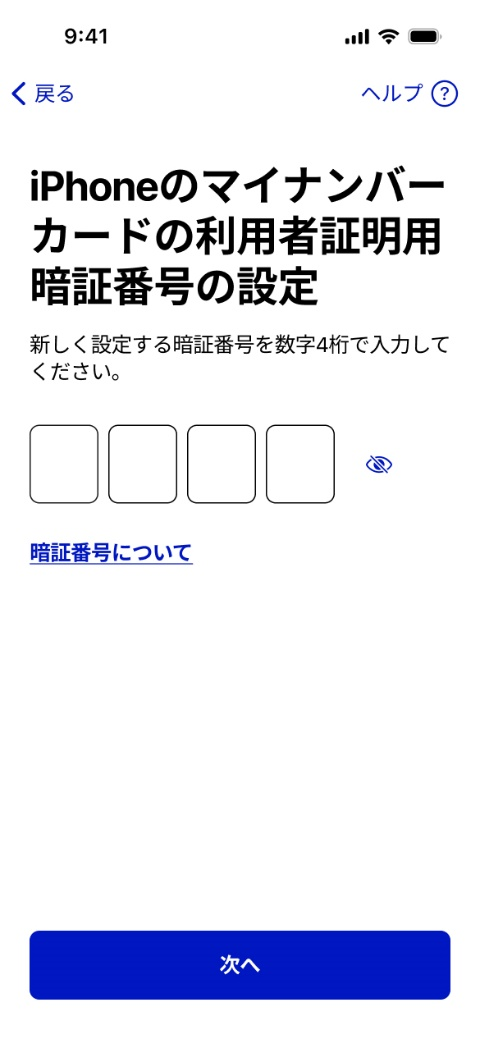 9:41
戻る
ヘルプ ?
iPhoneのマイナンバー
カードの利用者証明用
暗証番号の設定
新しく設定する暗証番号を数字4桁で入力して
ください。
暗証番号について
次へ